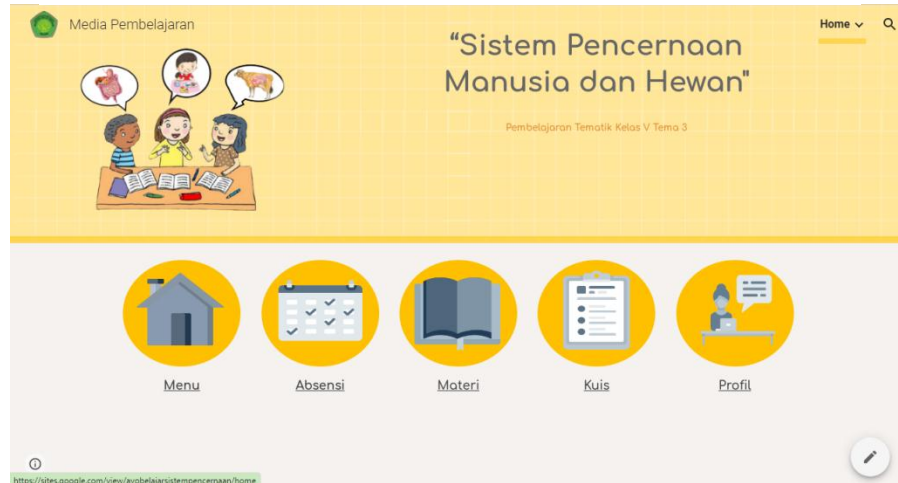 Media Pembelajaran
Home
“Sistem Pencernaan
Manusia dan Hewan"
Pembelajaran Tematik Kelas V Tema 3
Menu
Absensi
Materi
Kuis
Profil
https://sites.google.com/view/ayobelajarsistempencernaan/home